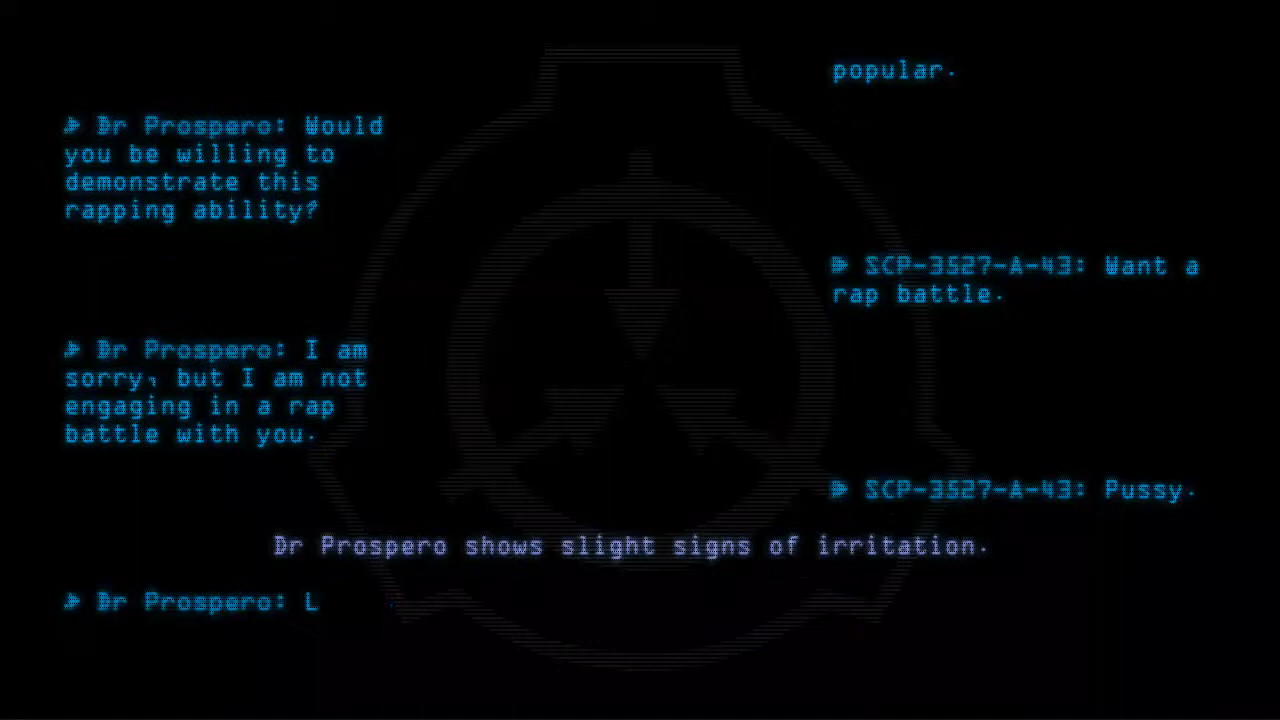 popular.
► Dr Prospero: Would
you be willing to
demonstrate this
rapping ability?
► SCP-3527-A-43: Want a
rap battle.
► Dr Prospero: I am
sorry, but I am not
engaging in a rap
battle with you.
► SCP-3527-A-43: Pussy.
Dr Prospero shows slight signs of irritation.
► Dr Prospero: L